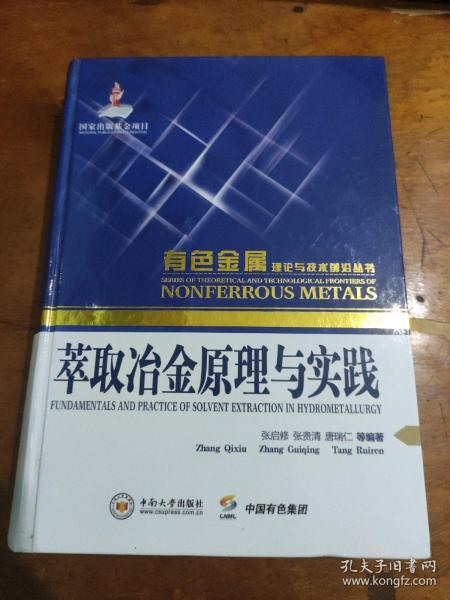 国家出版基金项目
NATIONAL PUBLICATION FOUNDATION
有色金属 理论与技术前沿丛书
SERIES OF THEORETICAL AND TECHNOLOGICAL FRONTIERS OF
NONFERROUS METALS
萃取冶金原理与实践
FUNDAMENTALS AND PRACTICE OF SOLVENT EXTRACTION IN HYDROMETALLURGY
张启修 张贵清 唐瑞仁 等编著
Zhang Qixiu Zhang Guiqing Tang Ruiren
中南大学出版社
www.csupress.com.cn
CNMC
中国有色集团
孔夫子旧书网
www.kongfz.com